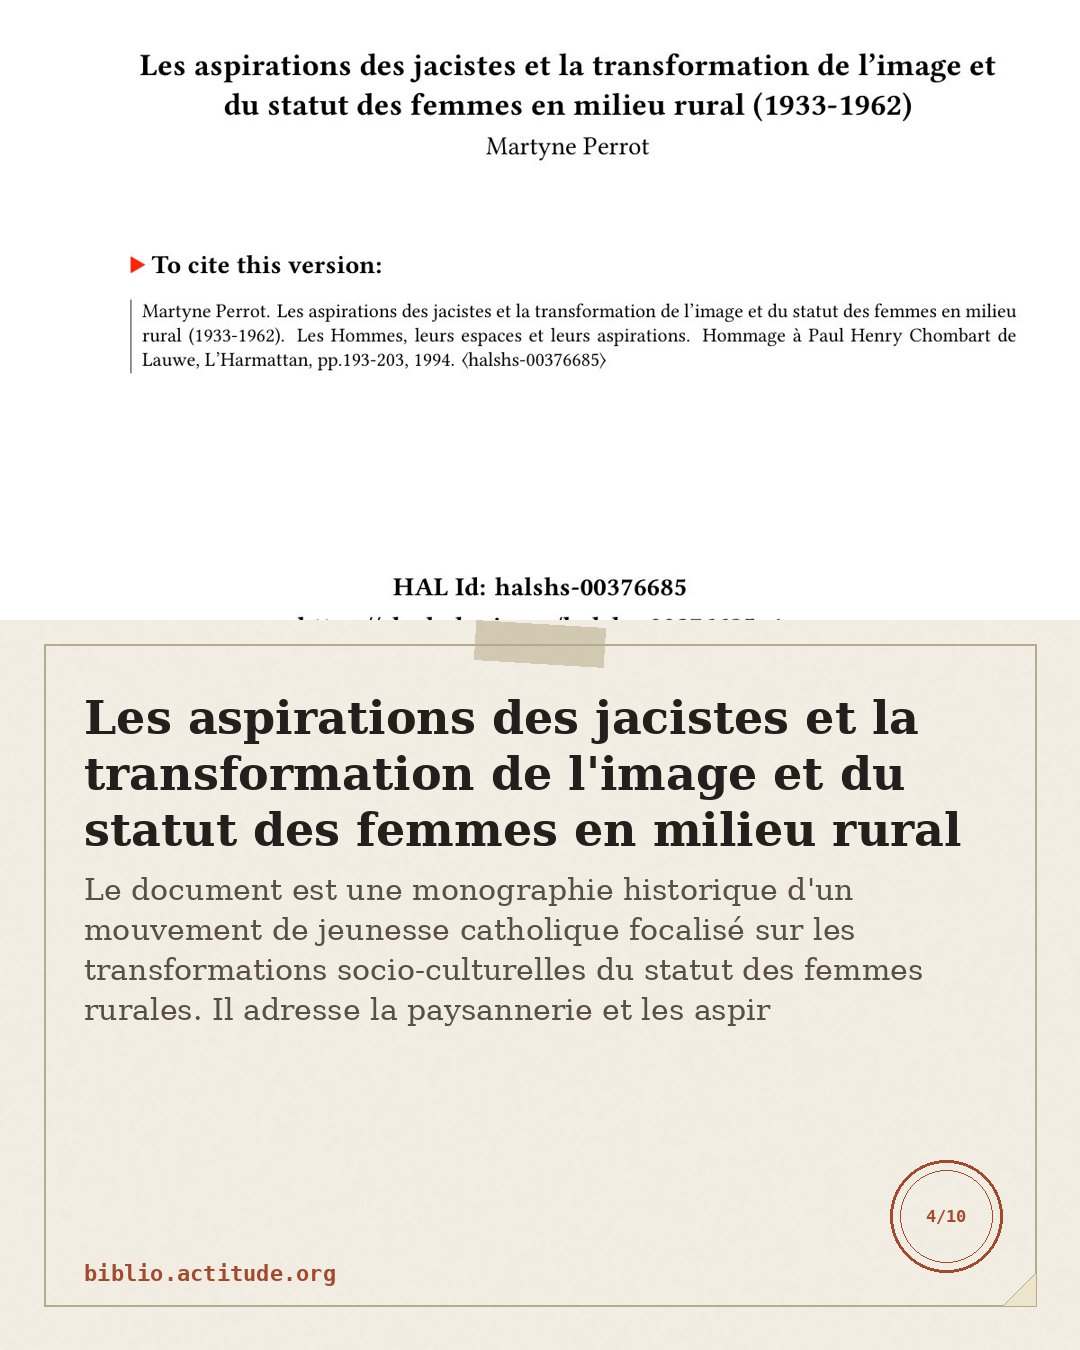 Les aspirations des jacistes et la transformation de l’image et
du statut des femmes en milieu rural (1933-1962)
Martyne Perrot
To cite this version:
Martyne Perrot. Les aspirations des jacistes et la transformation de l’image et du statut des femmes en milieu
rural (1933-1962). Les Hommes, leurs espaces et leurs aspirations. Hommage à Paul Henry Chombart de
Lauwe, L’Harmattan, pp.193-203, 1994. ⟨halshs-00376685⟩
HAL Id: halshs-00376685
Les aspirations des jacistes et la
transformation de l'image et du
statut des femmes en milieu rural
Le document est une monographie historique d'un
mouvement de jeunesse catholique focalisé sur les
transformations socio-culturelles du statut des femmes
rurales. Il adresse la paysannerie et les aspir
4/10
biblio.actitude.org